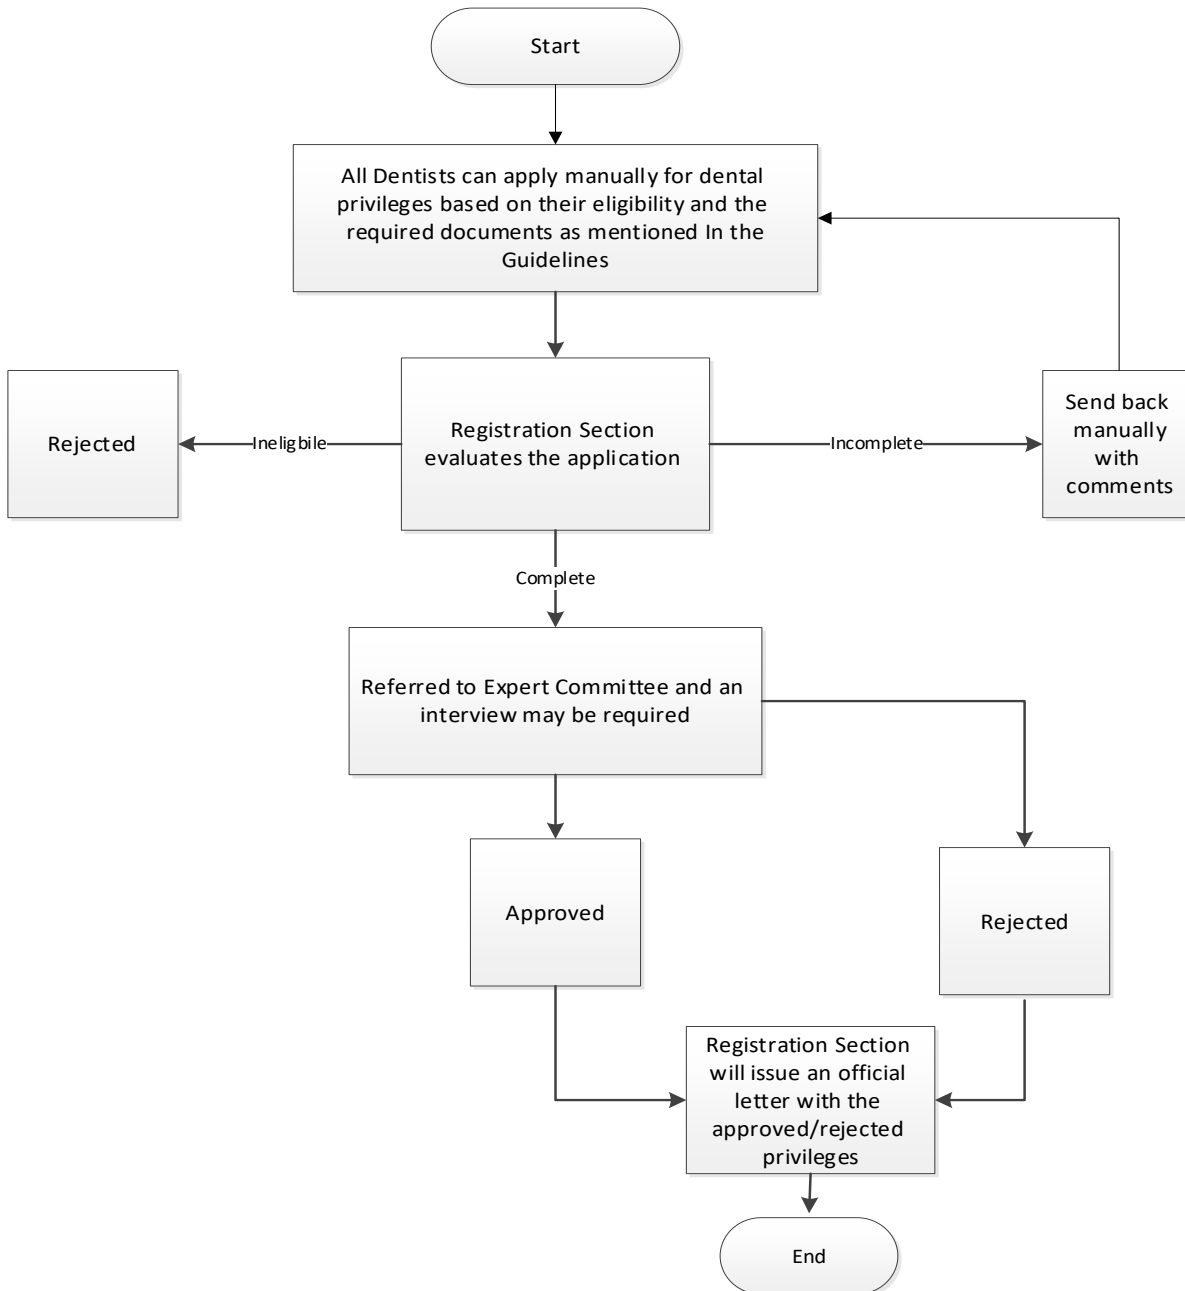 Start
All Dentists can apply manually for dental
privileges based on their eligibility and the
required documents as mentioned In the
Guidelines
Rejected
Ineligbile
Registration Section
evaluates the application
Incomplete
Send back
manually
with
comments
Complete
Referred to Expert Committee and an
interview may be required
Approved
Rejected
Registration Section
will issue an official
letter with the
approved/rejected
privileges
End